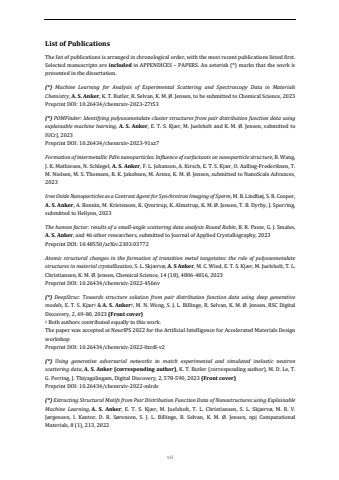 List of Publications
The list of publications is arranged in chronological order, with the most recent publications listed first.
Selected manuscripts are included in APPENDICES – PAPERS. An asterisk (*) marks that the work is
presented in the dissertation.
(*) Machine Learning for Analysis of Experimental Scattering and Spectroscopy Data in Materials
Chemistry, A. S. Anker, K. T. Butler, R. Selvan, K. M. Ø. Jensen, to be submitted to Chemical Science, 2023
Preprint DOI: 10.26434/chemrxiv-2023-27t53
(*) POMFinder: Identifying polyoxometalate cluster structures from pair distribution function data using
explainable machine learning, A. S. Anker, E. T. S. Kjær, M. Juelsholt and K. M. Ø. Jensen, submitted to
IUCrJ, 2023
Preprint DOI: 10.26434/chemrxiv-2023-91xz7
Formation of intermetallic PdIn nanoparticles: Influence of surfactants on nanoparticle structure, B. Wang,
J. K. Mathiesen, N. Schlegel, A. S. Anker, F. L. Johansen, A. Kirsch, E. T. S. Kjær, O. Aalling-Frederiksen, T.
M. Nielsen, M. S. Thomsen, R. K. Jakobsen, M. Arenz, K. M. Ø. Jensen, submitted to NanoScale Advances,
2023
Iron Oxide Nanoparticles as a Contrast Agent for Synchrotron Imaging of Sperm, M. B. Lindhøj, S. R. Cooper,
A. S. Anker, A. Bonnin, M. Kristensen, K. Qvortrup, K. Almstrup, K. M. Ø. Jensen, T. B. Dyrby, J. Sporring,
submitted to Heliyon, 2023
The human factor: results of a small-angle scattering data analysis Round Robin, B. R. Pauw, G. J. Smales,
A. S. Anker, and 46 other researchers, submitted to Journal of Applied Crystallography, 2023
Preprint DOI: 10.48550/arXiv.2303.03772
Atomic structural changes in the formation of transition metal tungstates: the role of polyoxometalate
structures in material crystallization, S. L. Skjærvø, A. S Anker, M. C. Wied, E. T. S. Kjær, M. Juelsholt, T. L.
Christiansen, K. M. Ø. Jensen, Chemical Science, 14 (18), 4806-4816, 2023
Preprint DOI: 10.26434/chemrxiv-2022-456nv
(*) DeepStruc: Towards structure solution from pair distribution function data using deep generative
models, E. T. S. Kjær & A. S. Anker, M. N. Weng, S. J. L. Billinge, R. Selvan, K. M. Ø. Jensen, RSC Digital
Discovery, 2, 69-80, 2023 (Front cover)
Both authors contributed equally to this work.
The paper was accepted at NeurIPS 2022 for the Artificial Intelligence for Accelerated Materials Design
workshop
Preprint DOI: 10.26434/chemrxiv-2022
(*) Using generative adversarial networks to match experimental and simulated inelastic neutron
scattering data, A. S. Anker (corresponding author), K. T. Butler (corresponding author), M. D. Le, T.
G. Perring, J. Thiyagalingam, Digital Discovery, 2, 578-590, 2023 (Front cover)
Preprint DOI: 10.26434/chemrxiv-2022
(*) Extracting Structural Motifs from Pair Distribution Function Data of Nanostructures using Explainable
Machine Learning, A. S. Anker, E. T. S. Kjær, M. Juelsholt, T. L. Christiansen, S. L. Skjærvø, M. R. V.
Jørgensen, I. Kantor, D. R. Sørensen, S. J. L. Billinge, R. Selvan, K. M. Ø. Jensen, npj Computational
Materials, 8 (1), 213, 2022